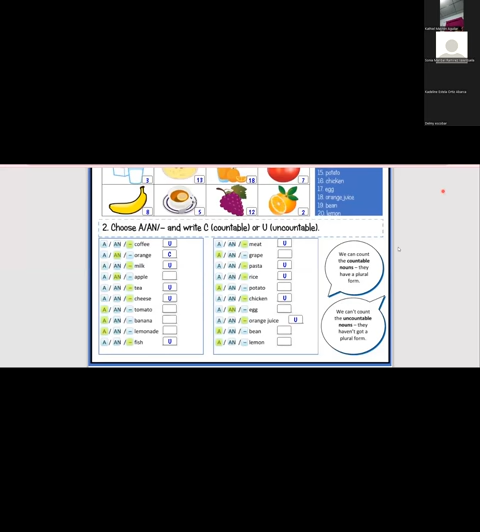 15. potato
3
13
18
7
16. chicken
17. egg
18. orange juice
19. bean
8
5
12
2
20. lemon
2. Choose A/AN/– and write C (countable) or U (uncountable).
A / AN / – coffee U
A / AN / – orange C
A / AN / – milk U
A / AN / – apple
A / AN / – tea U
A / AN / – cheese U
A / AN / – tomato
A / AN / – banana
A / AN / – lemonade
A / AN / – fish U
A / AN / – meat U
A / AN / – grape
A / AN / – pasta U
A / AN / – rice U
A / AN / – potato
A / AN / – chicken U
A / AN / – egg
A / AN / – orange juice U
A / AN / – bean
A / AN / – lemon
We can count
the countable
nouns – they
have a plural
form.
We can't count
the uncountable
nouns – they
haven't got a
plural form.